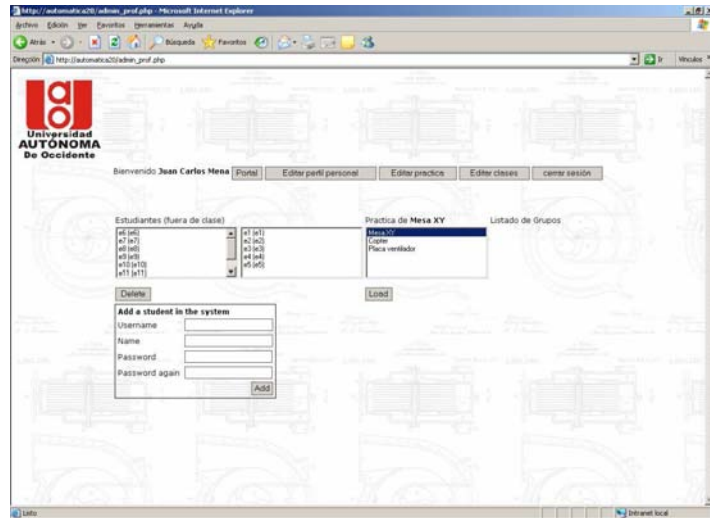 http://automatica20/admin_prof.php - Microsoft Internet Explorer
Archivo Edición Ver Favoritos Herramientas Ayuda
Atrás Búsqueda Favoritos
Dirección http://automatica20/admin_prof.php Ir Vínculos
Universidad
AUTÓNOMA
De Occidente
Bienvenido Juan Carlos Mena Portal Editar perfil personal Editar practica Editar clases cerrar sesión
Estudiantes (fuera de clase) Practica de Mesa XY Listado de Grupos
e6 (e6) e1 (e1) Mesa XY
e7 (e7) e2 (e2) Copter
e8 (e8) e3 (e3) Placa ventilador
e9 (e9) e4 (e4)
e10 (e10) e5 (e5)
e11 (e11)
Delete Load
Add a student in the system
Username
Name
Password
Password again
Add
Listo Intranet local